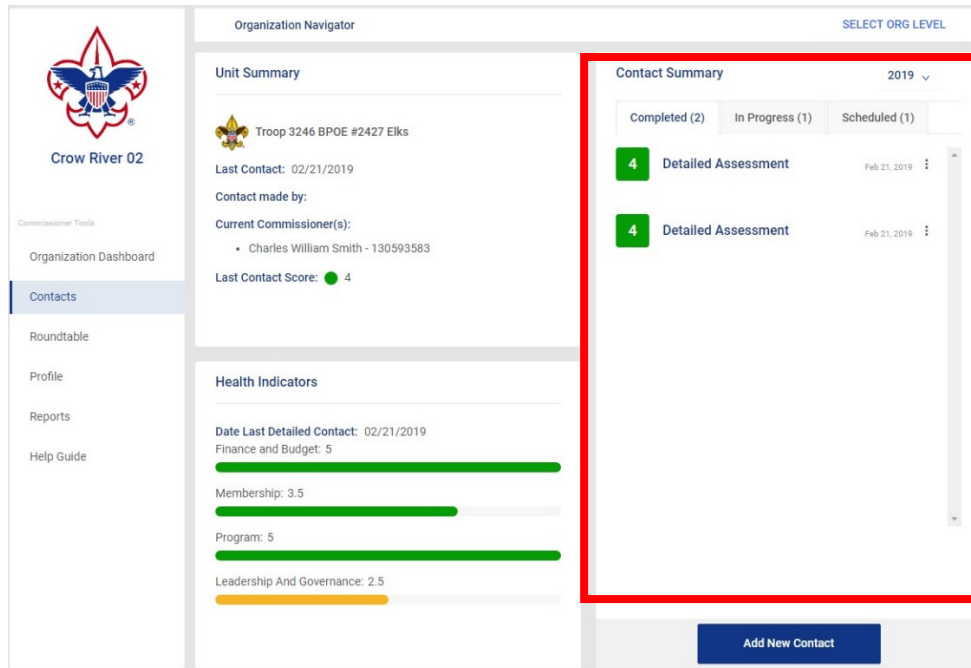 Crow River 02
Commissioner Tools
Organization Dashboard
Contacts
Roundtable
Profile
Reports
Help Guide
Organization Navigator
SELECT ORG LEVEL
Unit Summary
Troop 3246 BPOE #2427 Elks
Last Contact: 02/21/2019
Contact made by:
Current Commissioner(s):
• Charles William Smith - 130593583
Last Contact Score: 4
Health Indicators
Date Last Detailed Contact: 02/21/2019
Finance and Budget: 5
Membership: 3.5
Program: 5
Leadership And Governance: 2.5
Contact Summary
2019
Completed (2) In Progress (1) Scheduled (1)
4 Detailed Assessment Feb 21, 2019
4 Detailed Assessment Feb 21, 2019
Add New Contact